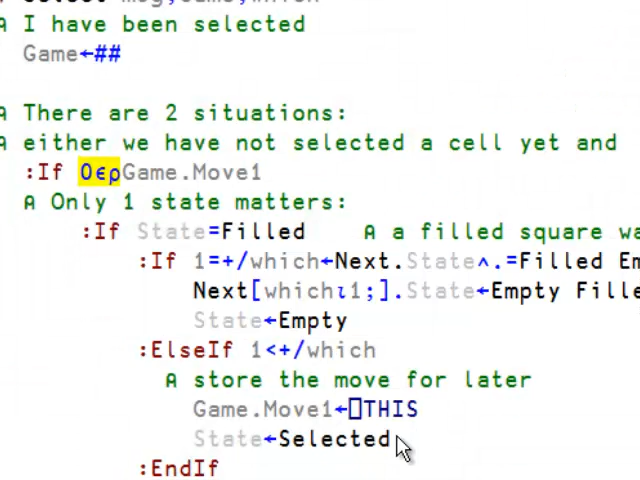 ⍝ I have been selected
Game←##
⍝ There are 2 situations:
⍝ either we have not selected a cell yet and
:If 0∊⍴Game.Move1
⍝ Only 1 state matters:
:If State=Filled ⍝ a filled square wa
:If 1=+/which←Next.State∧.=Filled Em
Next[which⍳1;].State←Empty Fille
State←Empty
:ElseIf 1<+/which
⍝ store the move for later
Game.Move1←⎕THIS
State←Selected
:EndIf